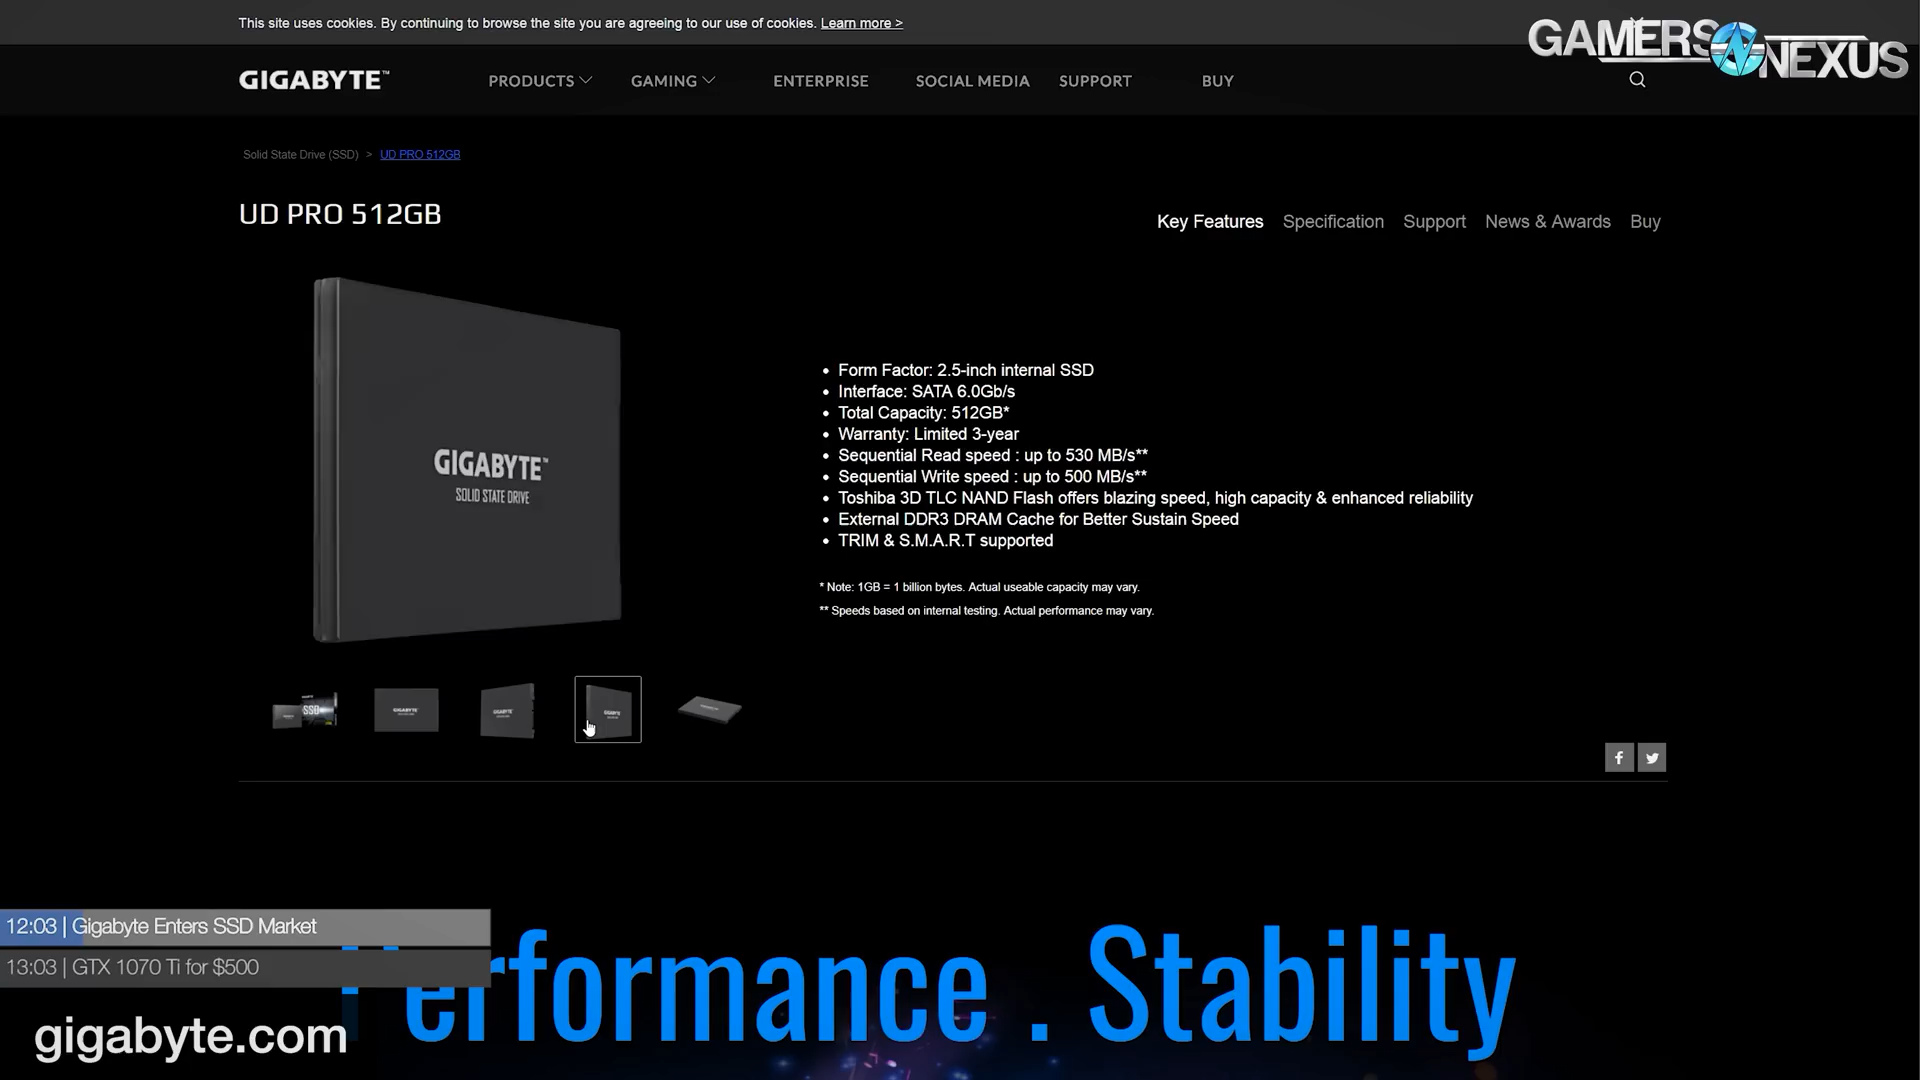 This site uses cookies. By continuing to browse the site you are agreeing to our use of cookies. Learn more >
GAMERS NEXUS
GIGABYTE™
PRODUCTS GAMING ENTERPRISE SOCIAL MEDIA SUPPORT BUY
Solid State Drive (SSD) > UD PRO 512GB
UD PRO 512GB
Key Features Specification Support News & Awards Buy
GIGABYTE™
SOLID STATE DRIVE
• Form Factor: 2.5-inch internal SSD
• Interface: SATA 6.0Gb/s
• Total Capacity: 512GB*
• Warranty: Limited 3-year
• Sequential Read speed : up to 530 MB/s**
• Sequential Write speed : up to 500 MB/s**
• Toshiba 3D TLC NAND Flash offers blazing speed, high capacity & enhanced reliability
• External DDR3 DRAM Cache for Better Sustain Speed
• TRIM & S.M.A.R.T supported
* Note: 1GB = 1 billion bytes. Actual useable capacity may vary.
** Speeds based on internal testing. Actual performance may vary.
SSD
GIGABYTE
GIGABYTE
GIGABYTE
12:03 | Gigabyte Enters SSD Market
13:03 | GTX 1070 Ti for $500
Performance . Stability
gigabyte.com